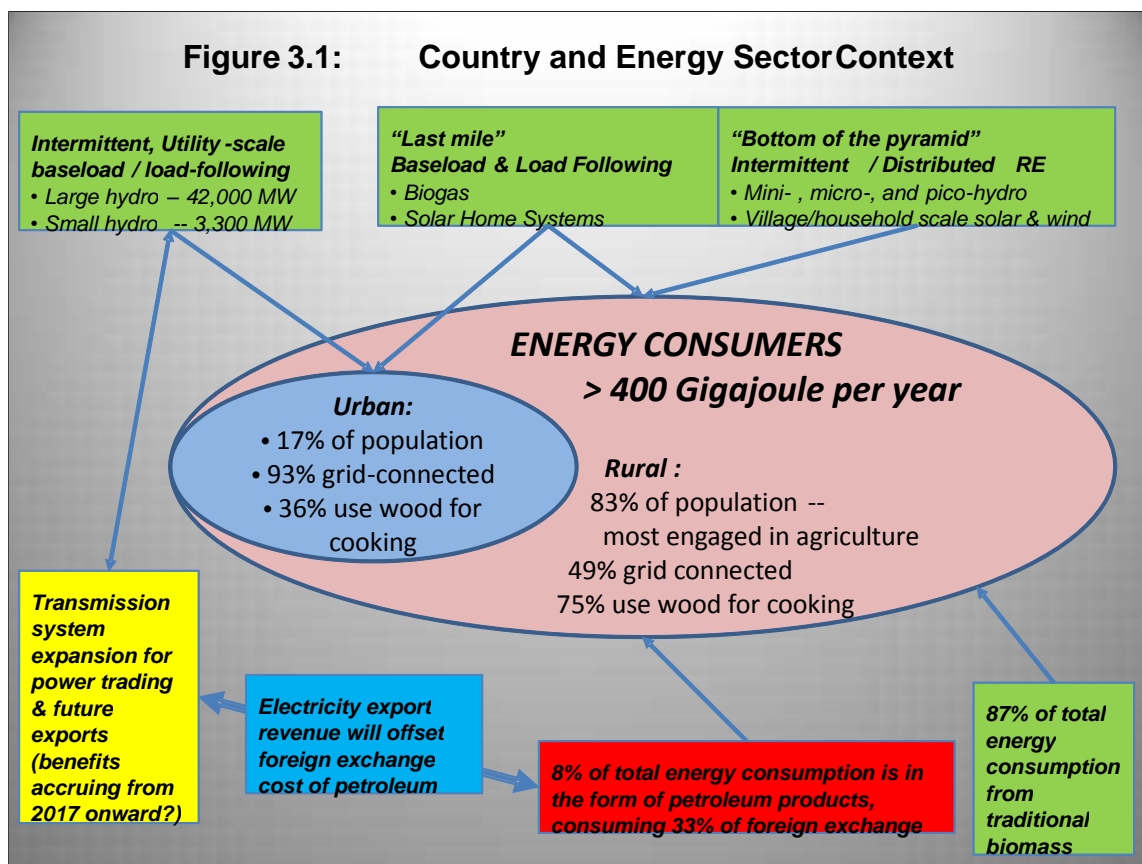 Figure 3.1: Country and Energy Sector Context
Intermittent, Utility -scale
baseload / load-following
• Large hydro – 42,000 MW
• Small hydro -- 3,300 MW
“Last mile”
Baseload & Load Following
• Biogas
• Solar Home Systems
“Bottom of the pyramid”
Intermittent / Distributed RE
• Mini- , micro-, and pico-hydro
• Village/household scale solar & wind
ENERGY CONSUMERS
> 400 Gigajoule per year
Urban:
• 17% of population
• 93% grid-connected
• 36% use wood for
cooking
Rural :
83% of population --
most engaged in agriculture
49% grid connected
75% use wood for cooking
Transmission
system
expansion for
power trading
& future
exports
(benefits
accruing from
2017 onward?)
Electricity export
revenue will offset
foreign exchange
cost of petroleum
8% of total energy consumption is in
the form of petroleum products,
consuming 33% of foreign exchange
87% of total
energy
consumption
from
traditional
biomass